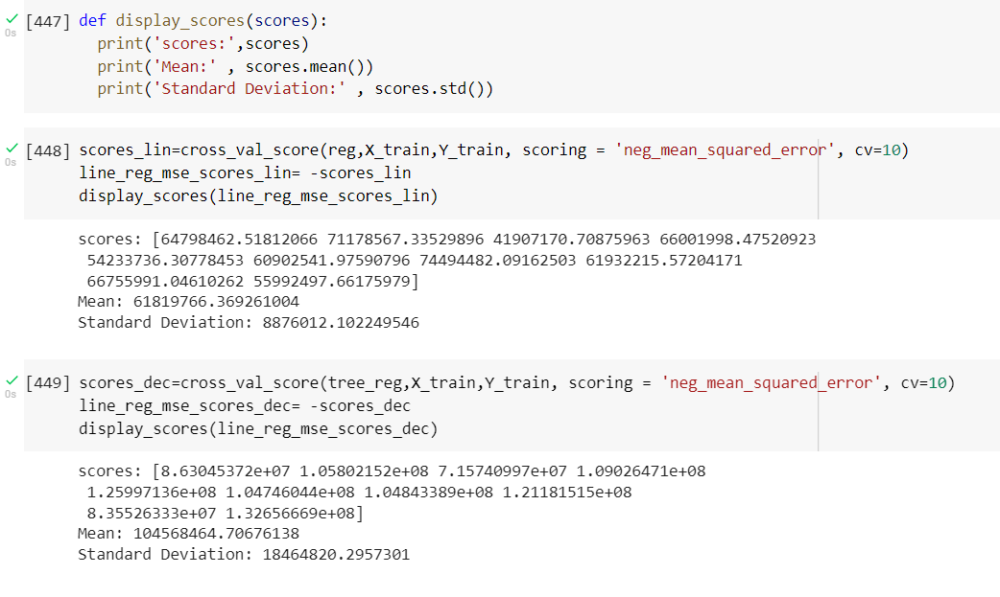 [447] def display_scores(scores):
0s
print('scores:',scores)
print('Mean:' , scores.mean())
print('Standard Deviation:' , scores.std())
[448] scores_lin=cross_val_score(reg,X_train,Y_train, scoring = 'neg_mean_squared_error', cv=10)
0s
line_reg_mse_scores_lin= -scores_lin
display_scores(line_reg_mse_scores_lin)
scores: [64798462.51812066 71178567.33529896 41907170.70875963 66001998.47520923
54233736.30778453 60902541.97590796 74494482.09162503 61932215.57204171
66755991.04610262 55992497.66175979]
Mean: 61819766.369261004
Standard Deviation: 8876012.102249546
[449] scores_dec=cross_val_score(tree_reg,X_train,Y_train, scoring = 'neg_mean_squared_error', cv=10)
0s
line_reg_mse_scores_dec= -scores_dec
display_scores(line_reg_mse_scores_dec)
scores: [8.63045372e+07 1.05802152e+08 7.15740997e+07 1.09026471e+08
1.25997136e+08 1.04746044e+08 1.04843389e+08 1.21181515e+08
8.35526333e+07 1.32656669e+08]
Mean: 104568464.70676138
Standard Deviation: 18464820.2957301